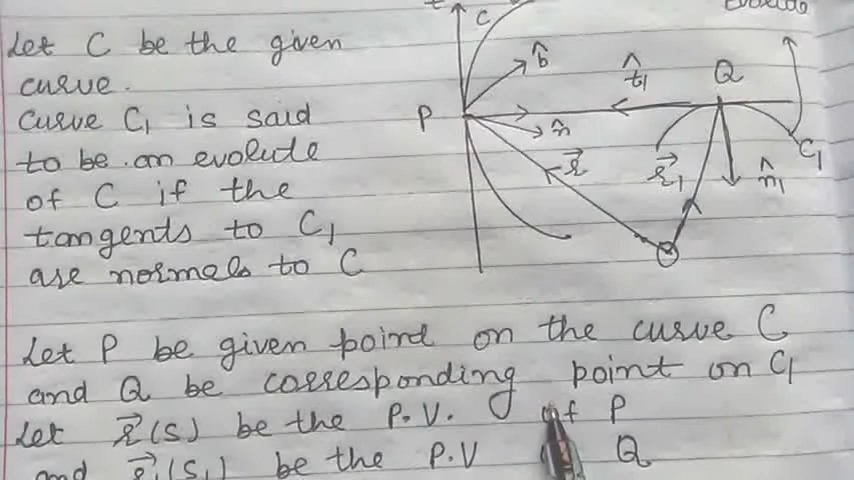 Evolute
t̂ C
Let C be the given
curve.
Curve C₁ is said
to be an evolute
of C if the
tangents to C₁
are normals to C
b̂
t̂₁
Q
P
n̂
r⃗
r⃗₁
n̂₁
C₁
Let P be given point on the curve C
and Q be corresponding point on C₁
Let r⃗(s) be the P.V. of P
and r⃗₁(s₁) be the P.V Q